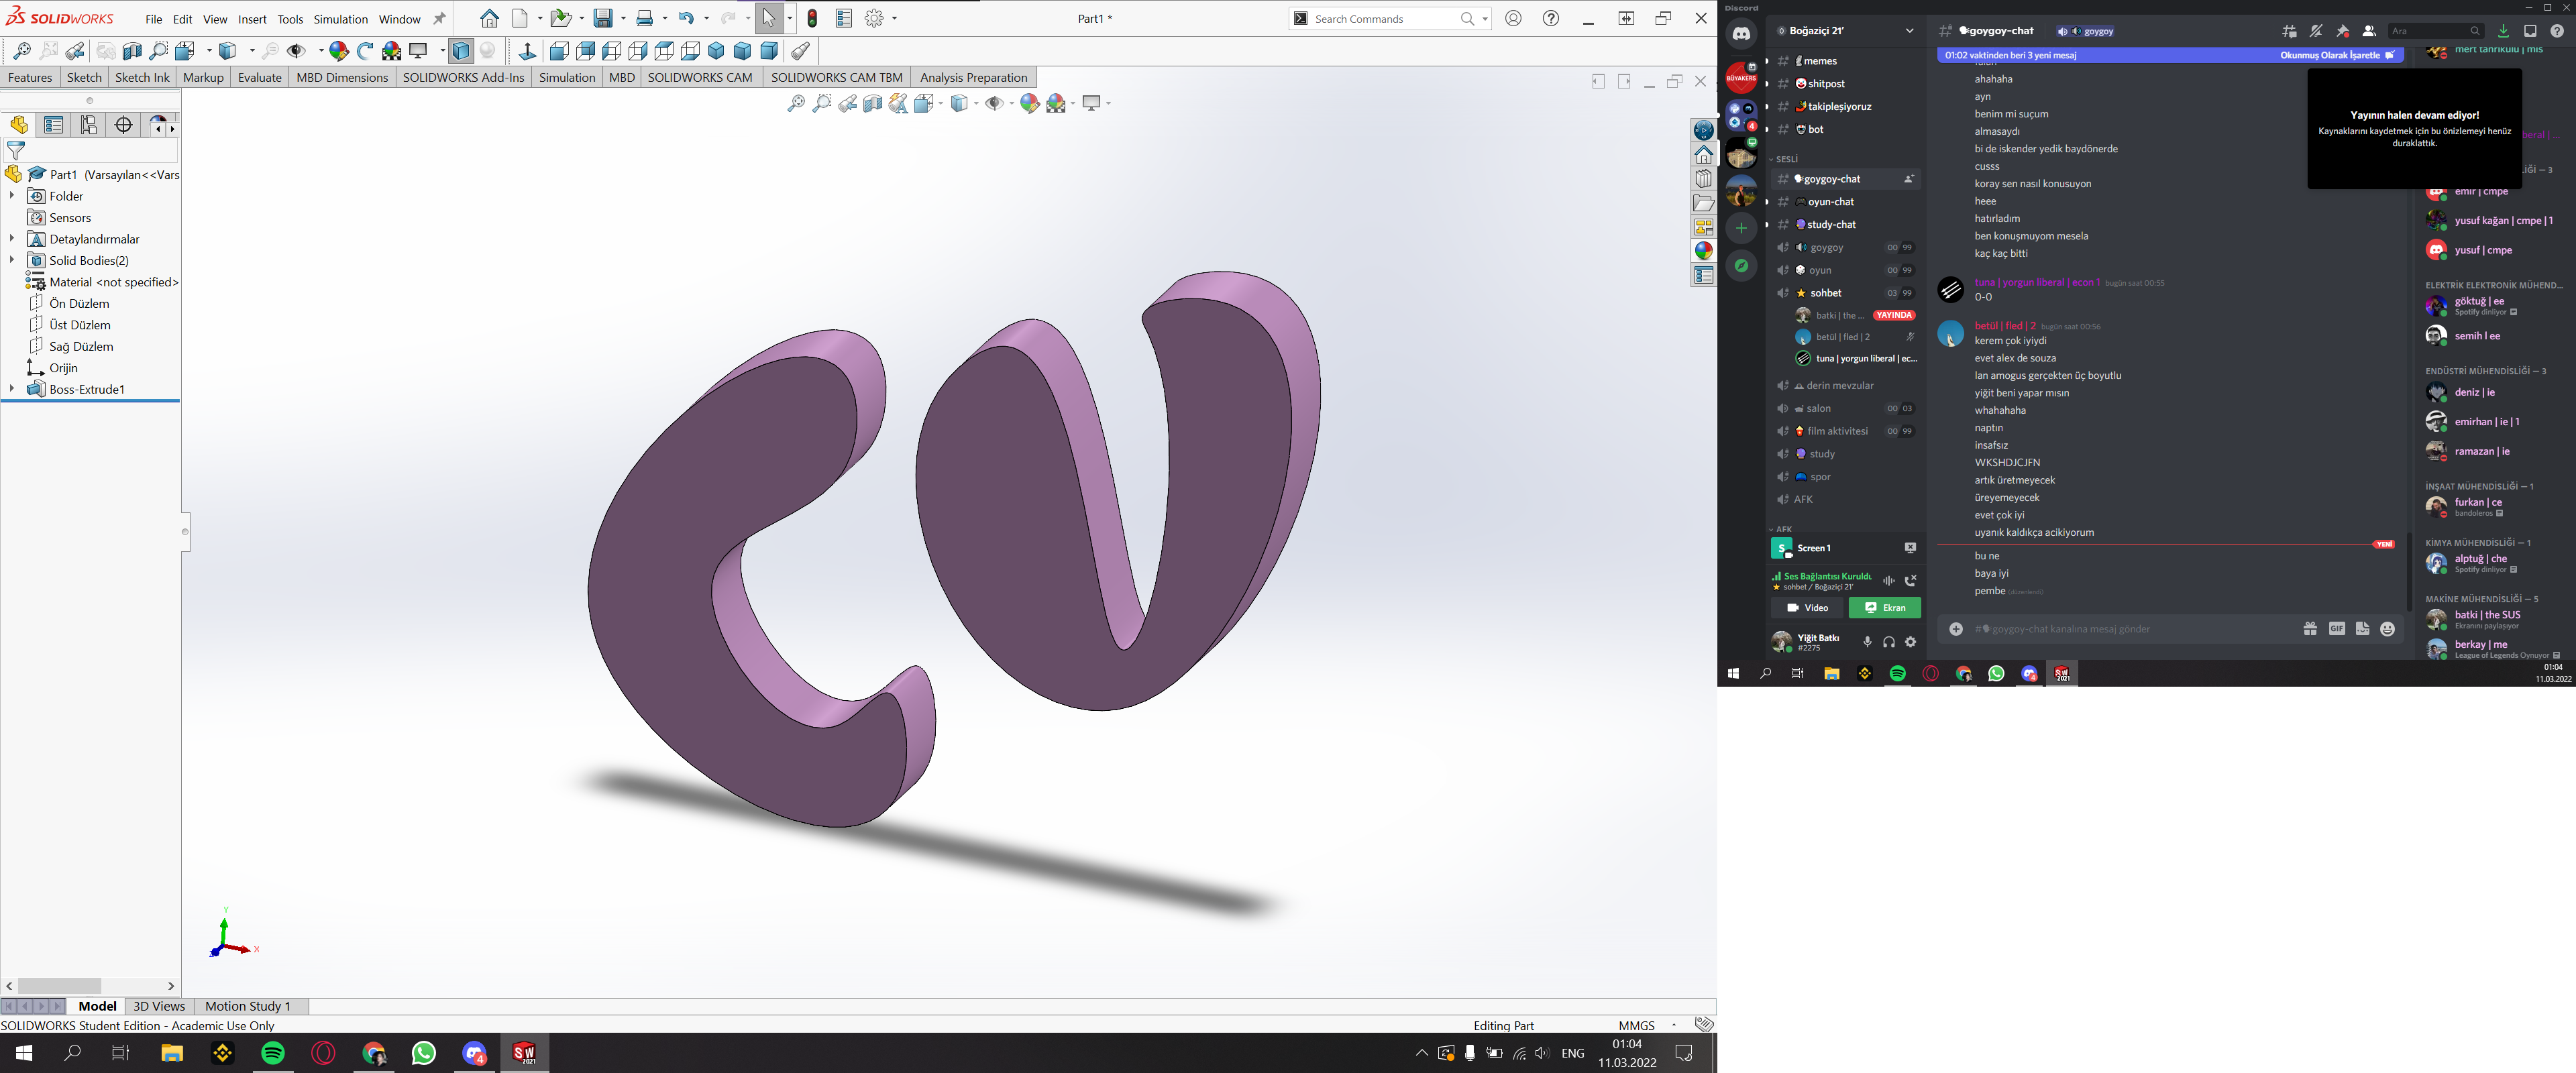 SOLIDWORKS
File Edit View Insert Tools Simulation Window
Part1 *
Search Commands
Features Sketch Sketch Ink Markup Evaluate MBD Dimensions SOLIDWORKS Add-Ins Simulation MBD SOLIDWORKS CAM SOLIDWORKS CAM TBM Analysis Preparation
Part1 (Varsayılan<<Vars
Folder
Sensors
Detaylandırmalar
Solid Bodies(2)
Material <not specified>
Ön Düzlem
Üst Düzlem
Sağ Düzlem
Orijin
Boss-Extrude1
Y
X
Z
Model 3D Views Motion Study 1
SOLIDWORKS Student Edition - Academic Use Only
Editing Part
MMGS
4
SW
2021
ENG
01:04
11.03.2022
Discord
BÜYAKERS
4
Boğaziçi 21'
memes
shitpost
takipleşiyoruz
bot
SESLİ
goygoy-chat
oyun-chat
study-chat
goygoy 00 99
oyun 00 99
sohbet 03 99
batki | the ... YAYINDA
betül | fled | 2
tuna | yorgun liberal | ec...
derin mevzular
salon 00 03
film aktivitesi 00 99
study
spor
AFK
AFK
S Screen 1
Ses Bağlantısı Kuruldu
sohbet / Boğaziçi 21'
Video
Ekran
Yiğit Batkı
#2275
goygoy-chat
goygoy
Ara
01:02 vaktinden beri 3 yeni mesaj
Okunmuş Olarak İşaretle
ahahaha
ayn
benim mi suçum
almasaydı
bi de iskender yedik baydönerde
cusss
koray sen nasıl konusuyon
heee
hatırladım
ben konuşmuyom mesela
kaç kaç bitti
tuna | yorgun liberal | econ 1 bugün saat 00:55
0-0
betül | fled | 2 bugün saat 00:56
kerem çok iyiydi
evet alex de souza
lan amogus gerçekten üç boyutlu
yiğit beni yapar mısın
whahahaha
naptın
insafsız
WKSHDJCJFN
artık üretmeyecek
üreyemeyecek
evet çok iyi
uyanık kaldıkça acikiyorum
YENİ
bu ne
baya iyi
pembe (düzenlendi)
#goygoy-chat kanalına mesaj gönder
GIF
Yayının halen devam ediyor!
Kaynaklarını kaydetmek için bu önizlemeyi henüz
duraklattık.
mert tanrıkulu | mis
beral | ...
İĞİ — 3
emir | cmpe
yusuf kağan | cmpe | 1
yusuf | cmpe
ELEKTRİK ELEKTRONİK MÜHEND...
göktuğ | ee
Spotify dinliyor
semih l ee
ENDÜSTRİ MÜHENDİSLİĞİ — 3
deniz | ie
emirhan | ie | 1
ramazan | ie
İNŞAAT MÜHENDİSLİĞİ — 1
furkan | ce
bandoleros
KİMYA MÜHENDİSLİĞİ — 1
alptuğ | che
Spotify dinliyor
MAKİNE MÜHENDİSLİĞİ — 5
batki | the SUS
Ekranını paylaşıyor
berkay | me
League of Legends Oynuyor
4
SW
2021
01:04
11.03.2022